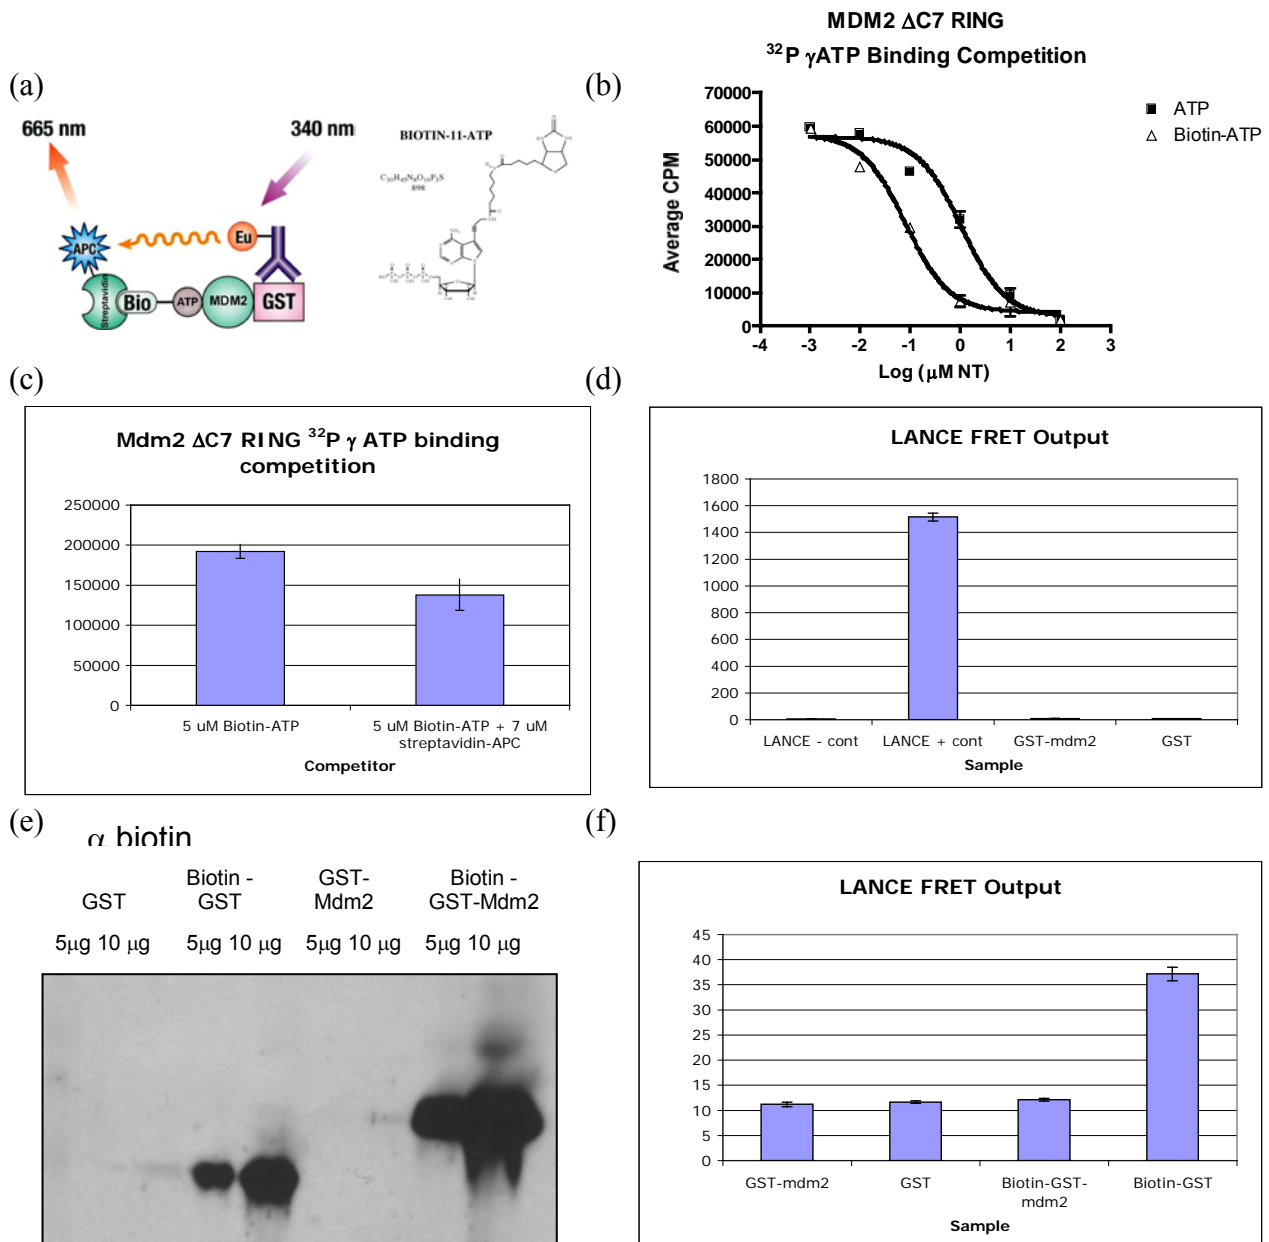 (a)
665 nm
340 nm
APC
Eu
Streptavidin
Bio
ATP
MDM2
GST
BIOTIN-11-ATP
898
(b)
MDM2 ΔC7 RING
32P γATP Binding Competition
ATP
Biotin-ATP
Average CPM
70000
60000
50000
40000
30000
20000
10000
0
-4 -3 -2 -1 0 1 2 3
Log (μM NT)
(c)
Mdm2 ΔC7 RING 32P γ ATP binding
competition
250000
200000
150000
100000
50000
0
5 uM Biotin-ATP
5 uM Biotin-ATP + 7 uM
streptavidin-APC
Competitor
(d)
LANCE FRET Output
1800
1600
1400
1200
1000
800
600
400
200
0
LANCE - cont LANCE + cont GST-mdm2 GST
Sample
(e)
α biotin
GST
Biotin -
GST
GST-
Mdm2
Biotin -
GST-Mdm2
5μg 10 μg 5μg 10 μg 5μg 10 μg 5μg 10 μg
(f)
LANCE FRET Output
45
40
35
30
25
20
15
10
5
0
GST-mdm2 GST Biotin-GST-
mdm2
Biotin-GST
Sample